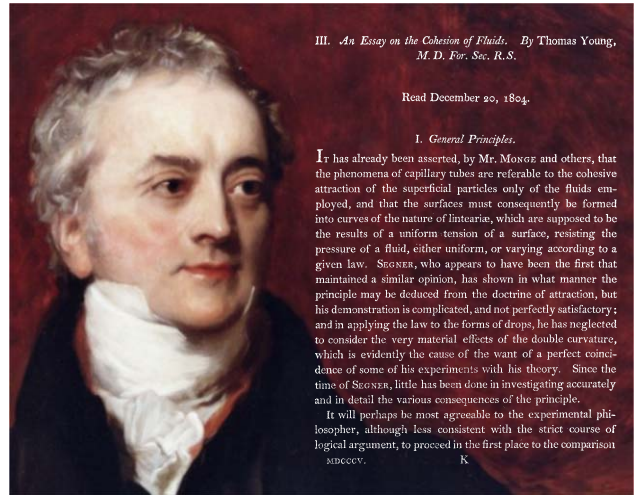 III. An Essay on the Cohesion of Fluids. By Thomas Young,
M. D. For. Sec. R.S.
Read December 20, 1804.
I. General Principles.
It has already been asserted, by Mr. Monge and others, that
the phenomena of capillary tubes are referable to the cohesive
attraction of the superficial particles only of the fluids em-
ployed, and that the surfaces must consequently be formed
into curves of the nature of linteariæ, which are supposed to be
the results of a uniform tension of a surface, resisting the
pressure of a fluid, either uniform, or varying according to a
given law. Segner, who appears to have been the first that
maintained a similar opinion, has shown in what manner the
principle may be deduced from the doctrine of attraction, but
his demonstration is complicated, and not perfectly satisfactory;
and in applying the law to the forms of drops, he has neglected
to consider the very material effects of the double curvature,
which is evidently the cause of the want of a perfect coinci-
dence of some of his experiments with his theory. Since the
time of Segner, little has been done in investigating accurately
and in detail the various consequences of the principle.
It will perhaps be most agreeable to the experimental phi-
losopher, although less consistent with the strict course of
logical argument, to proceed in the first place to the comparison
MDCCCV. K